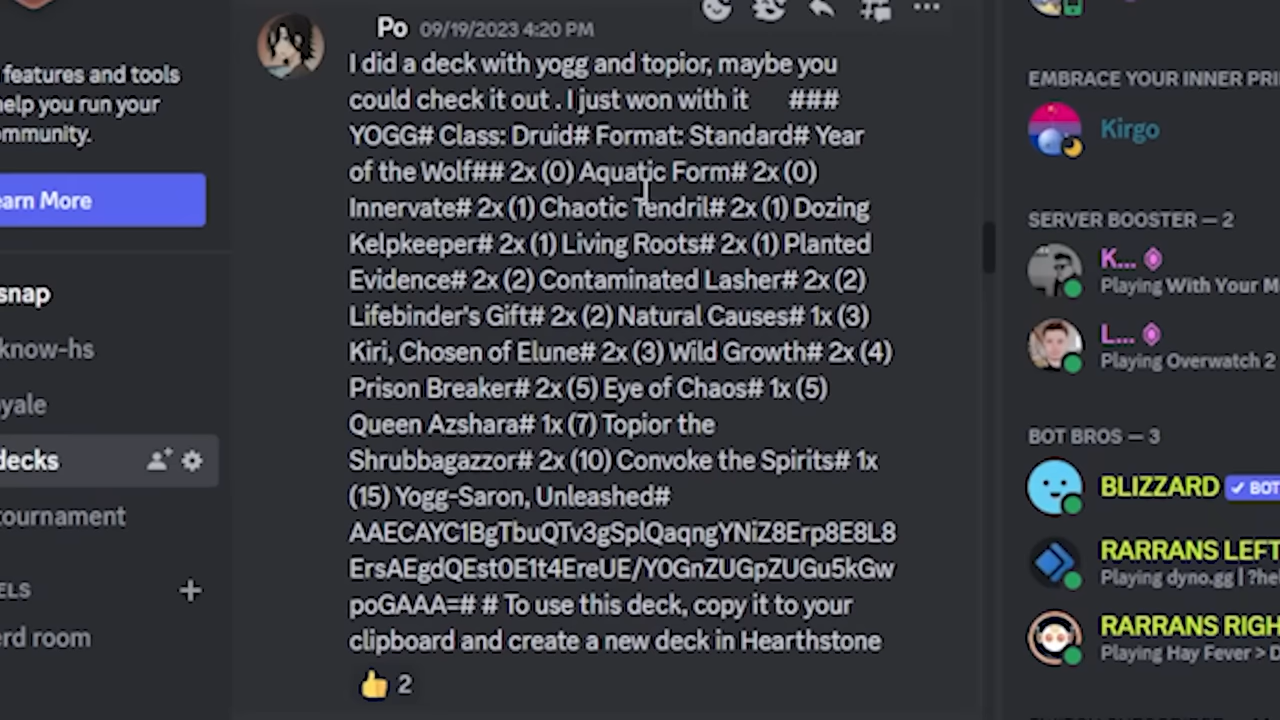 features and tools
help you run your
ommunity.
earn More
snap
know-hs
yale
decks
tournament
ELS
erd room
Po 09/19/2023 4:20 PM
I did a deck with yogg and topior, maybe you
could check it out . I just won with it ###
YOGG# Class: Druid# Format: Standard# Year
of the Wolf## 2x (0) Aquatic Form# 2x (0)
Innervate# 2x (1) Chaotic Tendril# 2x (1) Dozing
Kelpkeeper# 2x (1) Living Roots# 2x (1) Planted
Evidence# 2x (2) Contaminated Lasher# 2x (2)
Lifebinder's Gift# 2x (2) Natural Causes# 1x (3)
Kiri, Chosen of Elune# 2x (3) Wild Growth# 2x (4)
Prison Breaker# 2x (5) Eye of Chaos# 1x (5)
Queen Azshara# 1x (7) Topior the
Shrubbagazzor# 2x (10) Convoke the Spirits# 1x
(15) Yogg-Saron, Unleashed#
AAECAYC1BgTbuQTv3gSplQaqngYNiZ8Erp8E8L8
ErsAEgdQEst0E1t4EreUE/Y0GnZUGpZUGu5kGw
poGAAA=# # To use this deck, copy it to your
clipboard and create a new deck in Hearthstone
2
EMBRACE YOUR INNER PRI
Kirgo
SERVER BOOSTER — 2
K...
Playing With Your M
L...
Playing Overwatch 2
BOT BROS — 3
BLIZZARD BOT
RARRANS LEFT
Playing dyno.gg | ?he
RARRANS RIGH
Playing Hay Fever > D